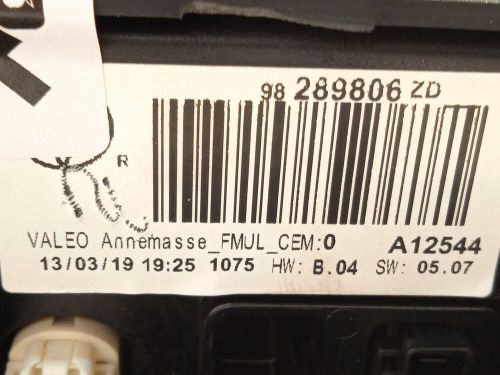 98 289806 ZD
R
VALEO Annemasse_FMUL_CEM:0 A12544
13/03/19 19:25 1075 HW: B.04 SW: 05.07